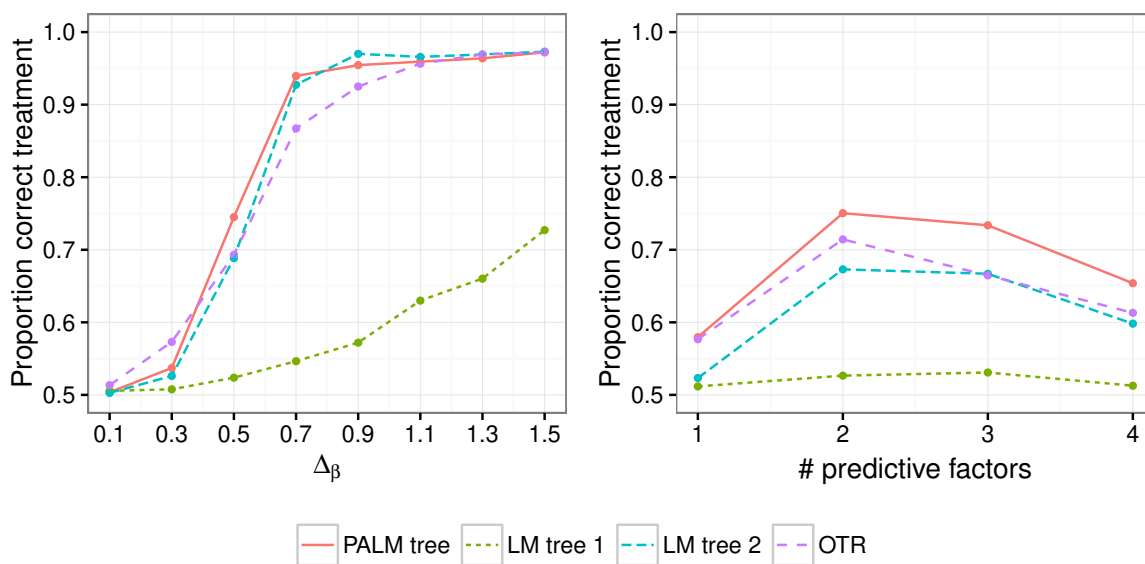 Proportion correct treatment
1.0
0.9
0.8
0.7
0.6
0.5
0.1 0.3 0.5 0.7 0.9 1.1 1.3 1.5
Δβ
Proportion correct treatment
1.0
0.9
0.8
0.7
0.6
0.5
1 2 3 4
# predictive factors
PALM tree LM tree 1 LM tree 2 OTR